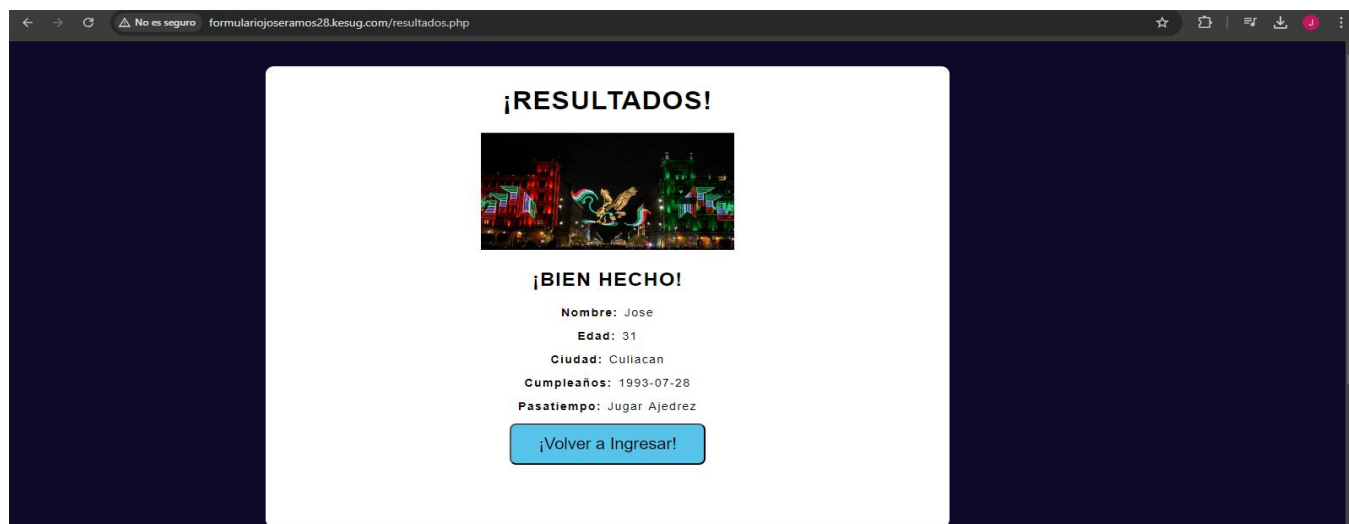 No es seguro formulariojoseramos28.kesug.com/resultados.php
J
¡RESULTADOS!
¡BIEN HECHO!
Nombre: Jose
Edad: 31
Ciudad: Culiacan
Cumpleaños: 1993-07-28
Pasatiempo: Jugar Ajedrez
¡Volver a Ingresar!